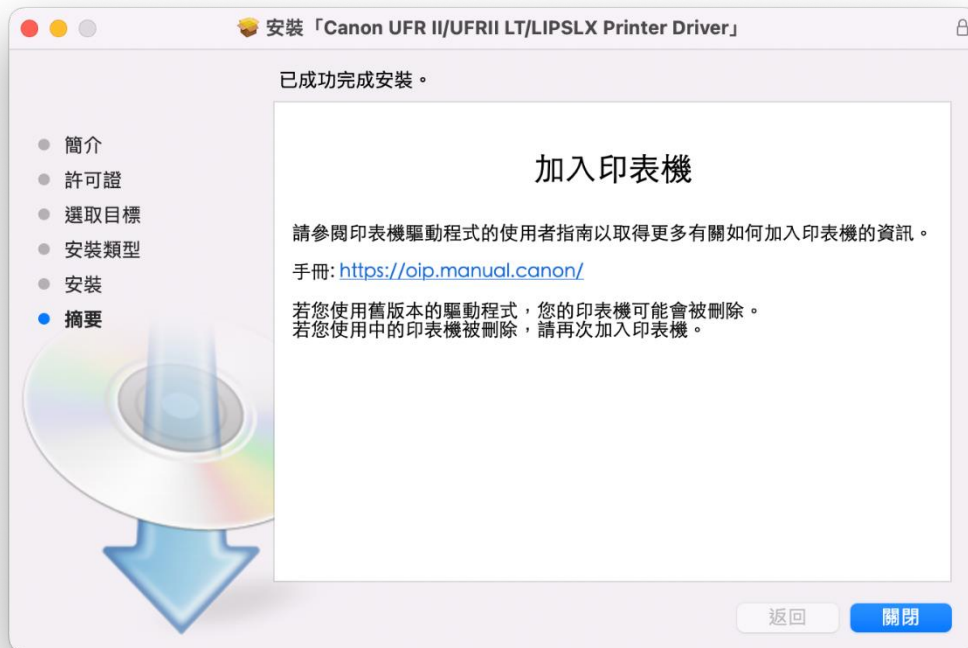 安裝「Canon UFR II/UFRII LT/LIPSLX Printer Driver」
已成功完成安裝。
簡介
許可證
選取目標
安裝類型
安裝
摘要
加入印表機
請參閱印表機驅動程式的使用者指南以取得更多有關如何加入印表機的資訊。
手冊: https://oip.manual.canon/
若您使用舊版本的驅動程式，您的印表機可能會被刪除。
若您使用中的印表機被刪除，請再次加入印表機。
返回
關閉